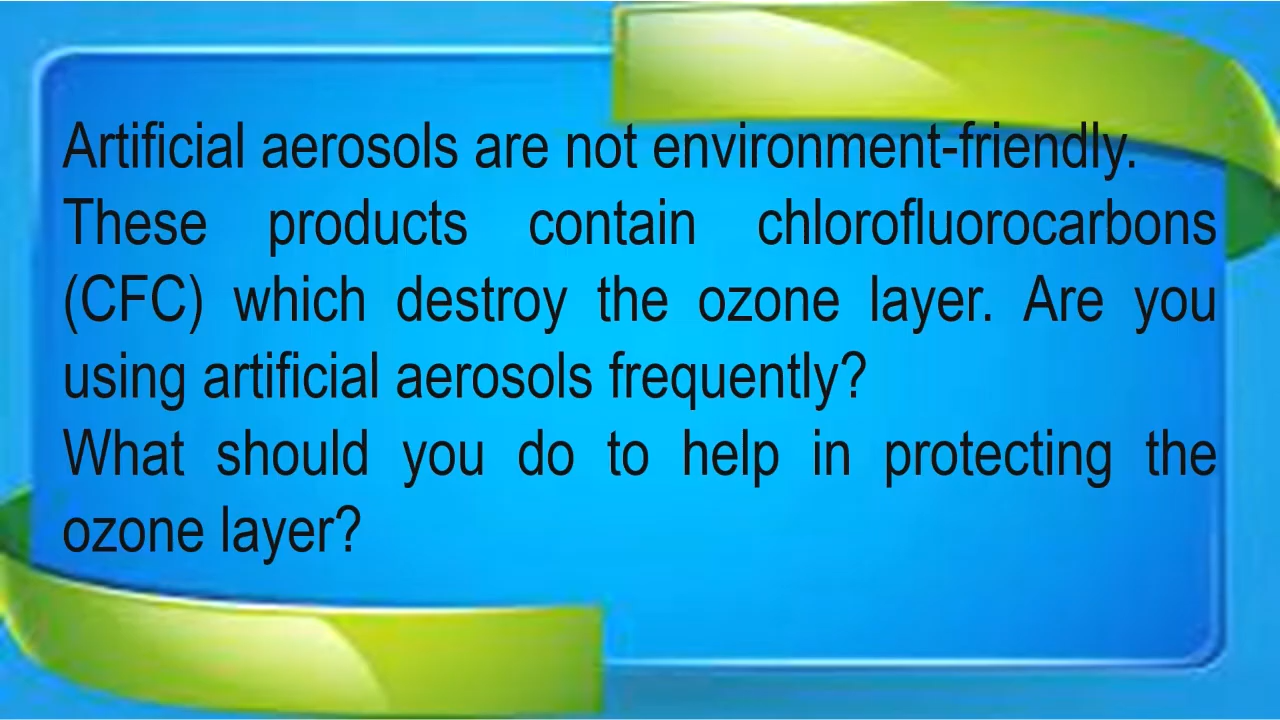 Artificial aerosols are not environment-friendly.
These products contain chlorofluorocarbons
(CFC) which destroy the ozone layer. Are you
using artificial aerosols frequently?
What should you do to help in protecting the
ozone layer?